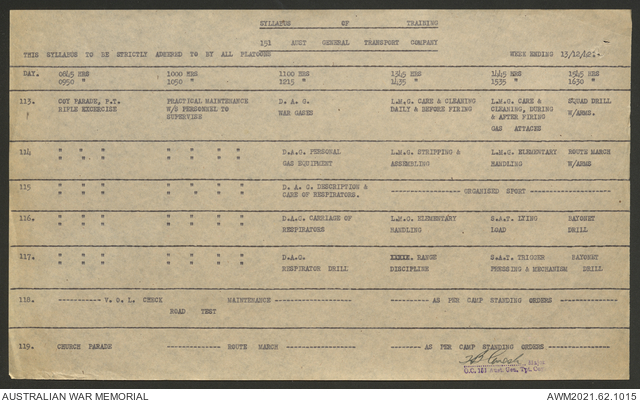 SYLLABUS OF TRAINING
151 AUST GENERAL TRANSPORT COMPANY
THIS SYLLABUS TO BE STRICTLY ADHERED TO BY ALL PLATOONS WEEK ENDING 13/12/42.
DAY. 0845 HRS 1000 HRS 1100 HRS 1345 HRS 1445 HRS 1545 HRS
0950 " 1050 " 1215 " 1435 " 1535 " 1630 "
113. COY PARADE, P.T. PRACTICAL MAINTENANCE D. A. G. L.M.G. CARE & CLEANING L.M.G. CARE & SQUAD DRILL
RIFLE EXCERCISE W/S PERSONNEL TO WAR GASES DAILY & BEFORE FIRING CLEANING, DURING W/ARMS.
SUPERVISE & AFTER FIRING
GAS ATTACKS
114 " " " " " " " " D.A.G. PERSONAL L.M.G. STRIPPING & L.M.G. ELEMENTARY ROUTE MARCH
" " " " " " " " GAS EQUIPMENT ASSEMBLING HANDLING W/ARMS
115 " " " " " " " " D. A. G. DESCRIPTION &
" " " " " " " " CARE OF RESPIRATORS. ---------------- ORGANISED SPORT ----------------
116. " " " " " " " " D.A.G. CARRIAGE OF L.M.G. ELEMENTARY S.A.T. LYING BAYONET
" " " " " " " " RESPIRATORS HANDLING LOAD DRILL
117. " " " " " " " " D.A.G. XXXXX. RANGE S.A.T. TRIGGER BAYONET
" " " " " " " " RESPIRATOR DRILL DISCIPLINE PRESSING & MECHANISM DRILL
118. ---------- V. D. L. CHECK MAINTENANCE ------------------ -------- AS PER CAMP STANDING ORDERS ------------
ROAD TEST
119. CHURCH PARADE ------------ ROUTE MARCH ---------------- ------ AS PER CAMP STANDING ORDERS ------------
Major
O.C. 151 Aust. Gen. Tpt. Coy.
AUSTRALIAN WAR MEMORIAL AWM2021.62.1015